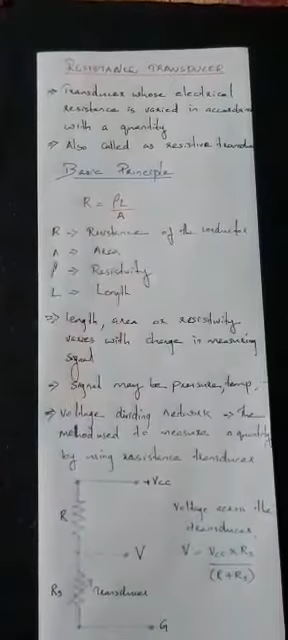 RESISTANCE TRANSDUCER
⇒ Transducer whose electrical
resistance is varied in accordan
with a quantity
⇒ Also called as resistive transdu
Basic Principle
R = ρL/A
R ⇒ Resistance of the conductor
A ⇒ Area
ρ ⇒ Resistivity
L ⇒ Length
⇒ length, area or resistivity
varies with change in measuring
signal
⇒ Signal may be pressure, temp,
⇒ Voltage dividing network ⇒ the
method used to measure a quantity
by using resistance transducer
+Vcc
R
Voltage across the
transducer
V
V = Vcc × Rs/(R+Rs)
Rs Transducer
G